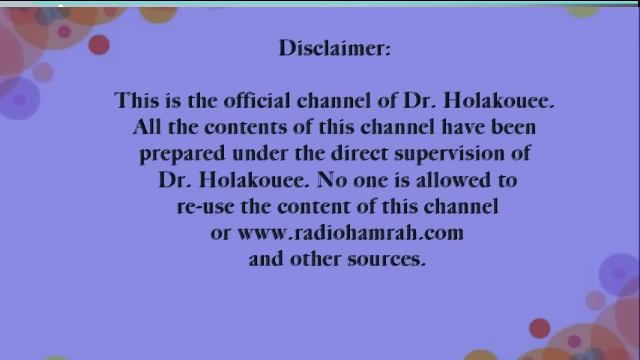 Disclaimer:
This is the official channel of Dr. Holakouee.
All the contents of this channel have been
prepared under the direct supervision of
Dr. Holakouee. No one is allowed to
re-use the content of this channel
or www.radiohamrah.com
and other sources.